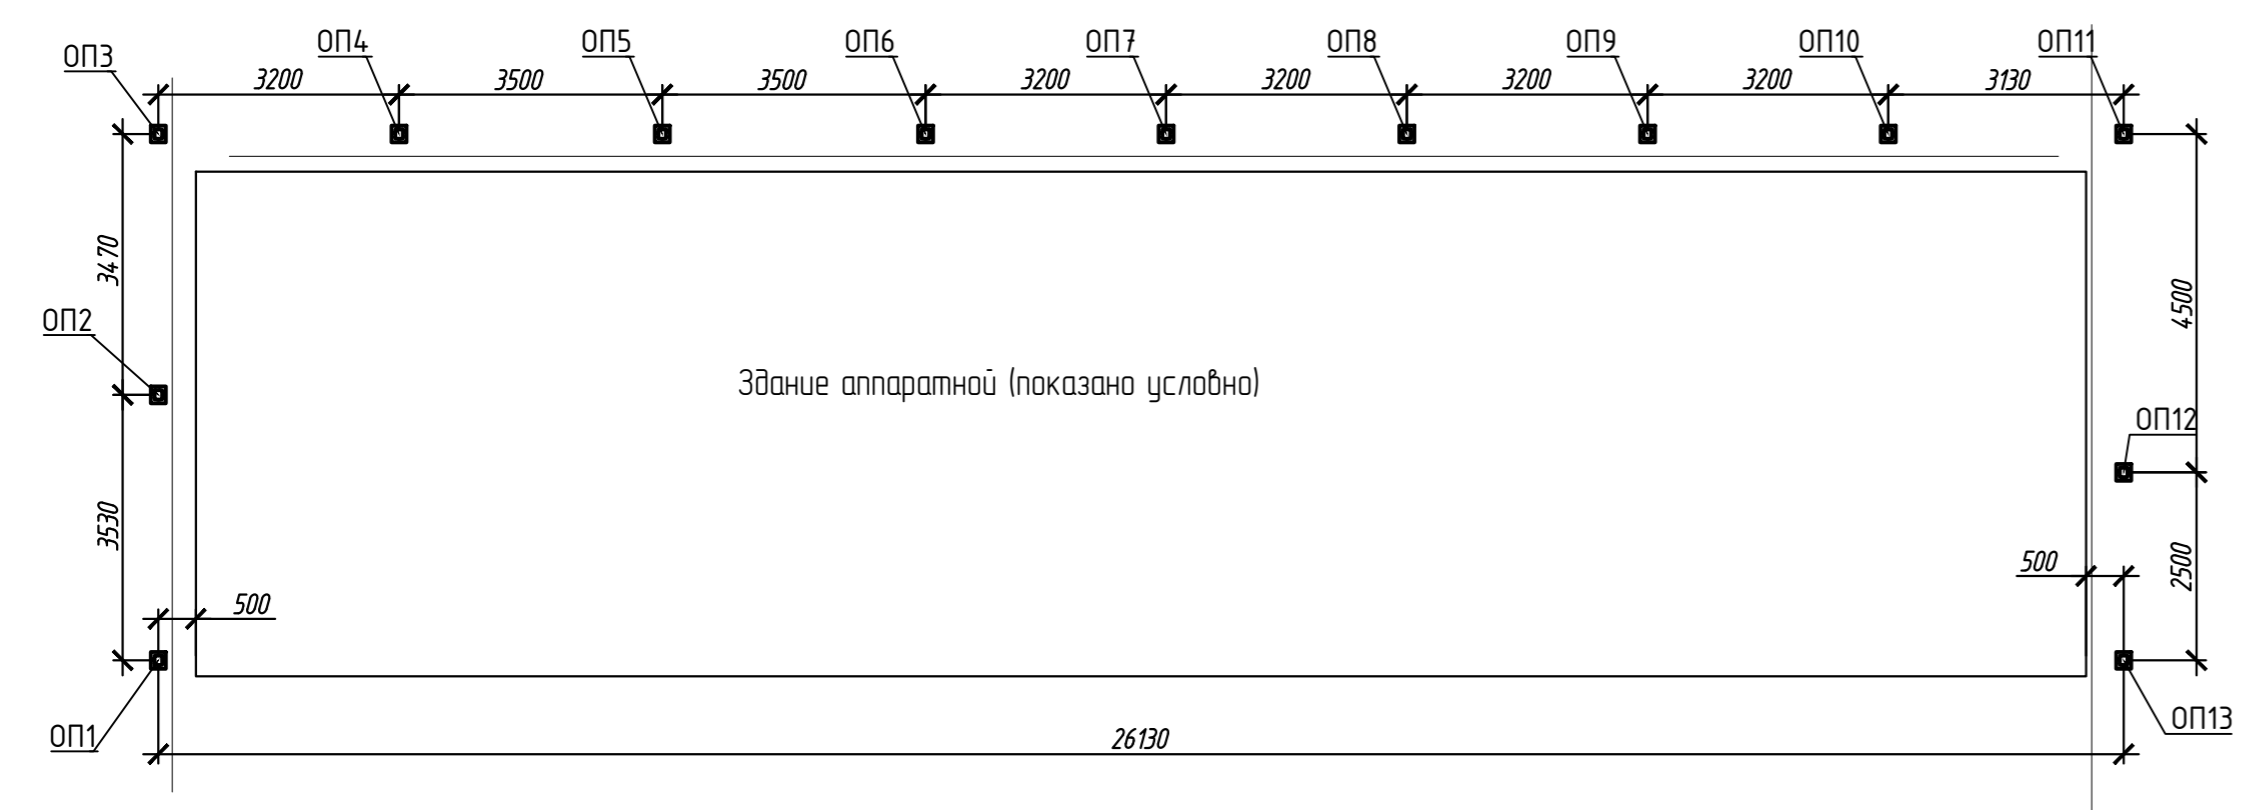 ОП3
ОП4
ОП5
ОП6
ОП7
ОП8
ОП9
ОП10
ОП11
3200
3500
3500
3200
3200
3200
3200
3130
3470
4500
ОП2
Здание аппаратной (показано условно)
ОП12
3530
500
2500
500
ОП1
26130
ОП13